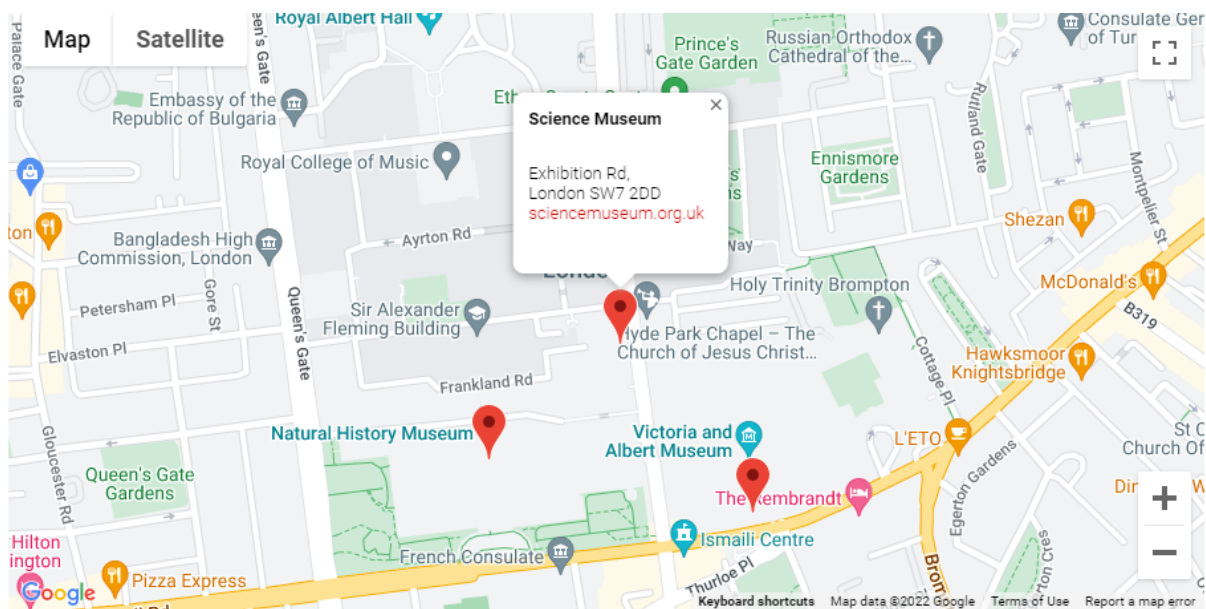 Map
Satellite
Palace Gate
Queen's Gate
Royal Albert Hall
Prince's
Gate Garden
Russian Orthodox
Cathedral of the...
Consulate Ger
of Tur
Embassy of the
Republic of Bulgaria
Science Museum
Exhibition Rd,
London SW7 2DD
sciencemuseum.org.uk
Rutland Gate
Royal College of Music
Ennismore
Gardens
Montpelier St
ton
Bangladesh High
Commission, London
Ayrton Rd
Way
Shezan
McDonald's
Petersham Pl
Gore St
Queen's Gate
Sir Alexander
Fleming Building
Holy Trinity Brompton
B319
Hyde Park Chapel – The
Church of Jesus Christ...
Elvaston Pl
Frankland Rd
Cottage Pl
Hawksmoor
Knightsbridge
Natural History Museum
Victoria and
Albert Museum
L'ETO
St C
Church Of
Gloucester Rd
Queen's Gate
Gardens
The Rembrandt
Egerton Gardens
Hilton
ington
French Consulate
Ismaili Centre
Pizza Express
Thurloe Pl
Brom
erton Cres
Google
Keyboard shortcuts
Map data ©2022 Google
Terms of Use
Report a map error